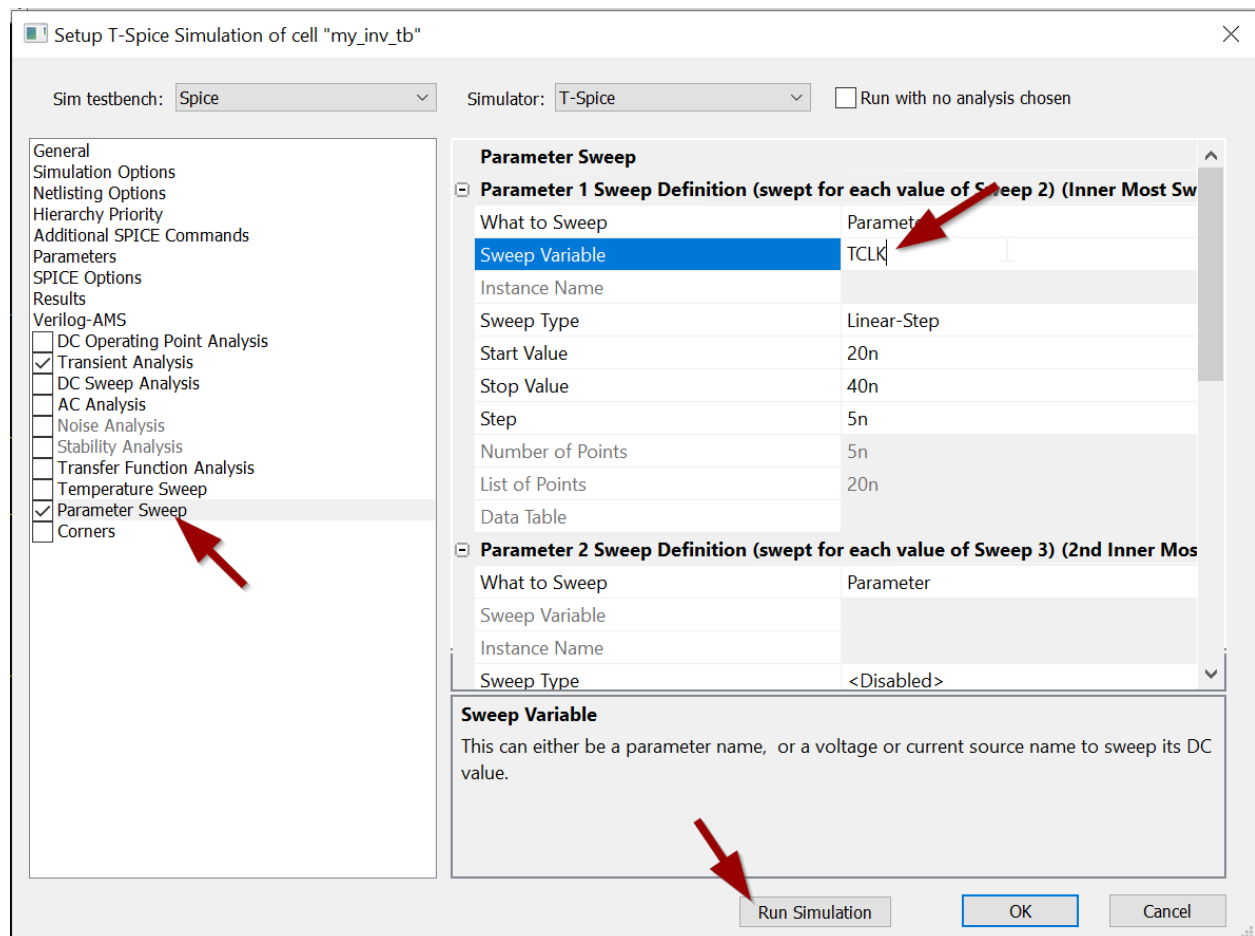 Setup T-Spice Simulation of cell "my_inv_tb"
Sim testbench: Spice Simulator: T-Spice Run with no analysis chosen
General
Simulation Options
Netlisting Options
Hierarchy Priority
Additional SPICE Commands
Parameters
SPICE Options
Results
Verilog-AMS
DC Operating Point Analysis
Transient Analysis
DC Sweep Analysis
AC Analysis
Noise Analysis
Stability Analysis
Transfer Function Analysis
Temperature Sweep
Parameter Sweep
Corners
Parameter Sweep
Parameter 1 Sweep Definition (swept for each value of Sweep 2) (Inner Most Sw
What to Sweep Parameter
Sweep Variable TCLK
Instance Name
Sweep Type Linear-Step
Start Value 20n
Stop Value 40n
Step 5n
Number of Points 5n
List of Points 20n
Data Table
Parameter 2 Sweep Definition (swept for each value of Sweep 3) (2nd Inner Mos
What to Sweep Parameter
Sweep Variable
Instance Name
Sweep Type <Disabled>
Sweep Variable
This can either be a parameter name, or a voltage or current source name to sweep its DC
value.
Run Simulation OK Cancel